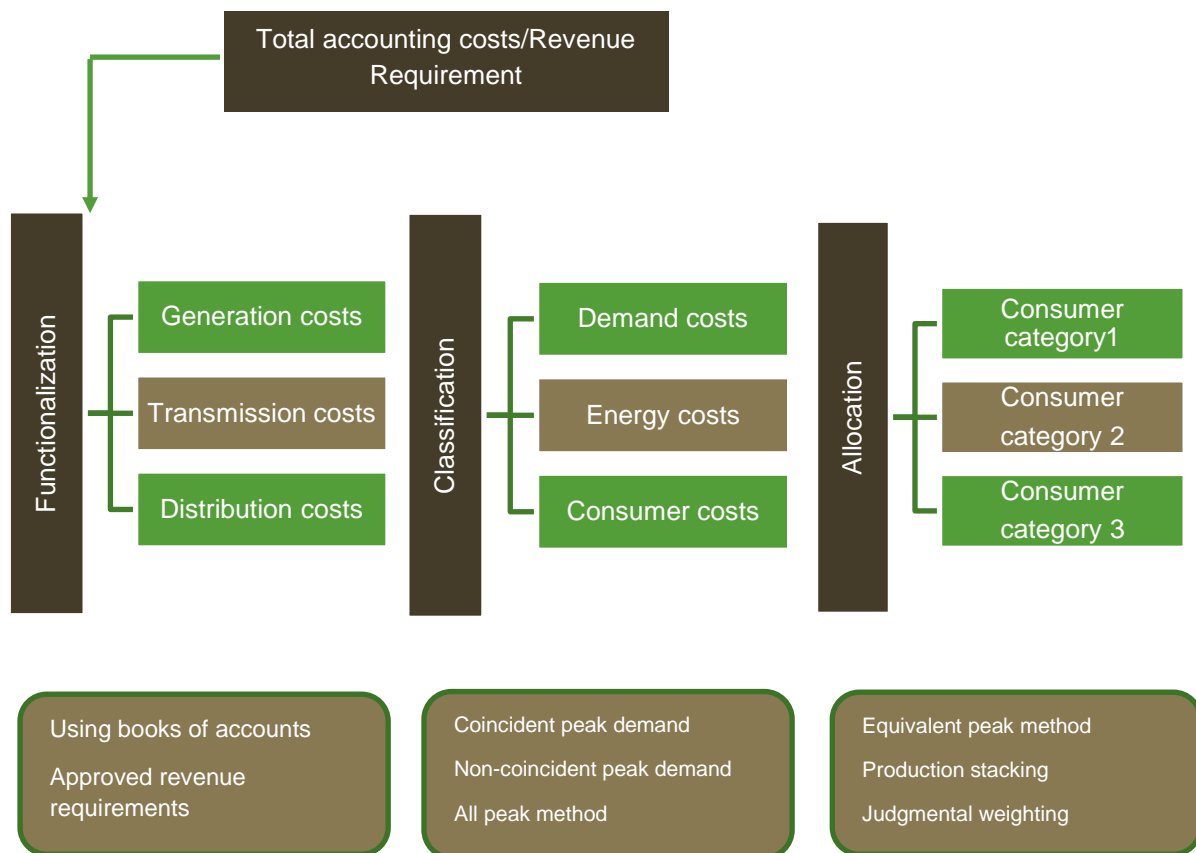 Total accounting costs/Revenue
Requirement
Functionalization
Generation costs
Transmission costs
Distribution costs
Classification
Demand costs
Energy costs
Consumer costs
Allocation
Consumer
category1
Consumer
category 2
Consumer
category 3
Using books of accounts
Approved revenue
requirements
Coincident peak demand
Non-coincident peak demand
All peak method
Equivalent peak method
Production stacking
Judgmental weighting